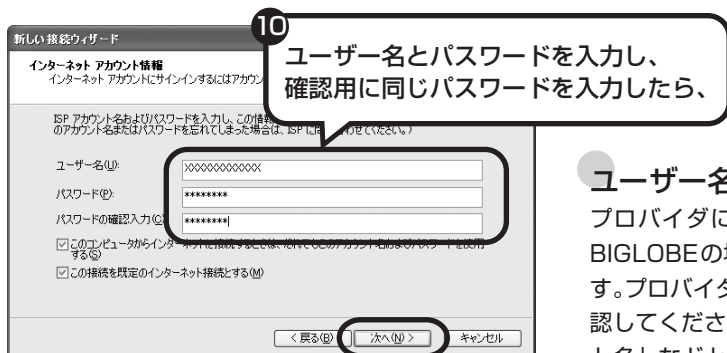 10
ユーザー名とパスワードを入力し、
確認用に同じパスワードを入力したら、
新しい接続ウィザード
インターネット アカウント情報
インターネット アカウントにサインインするにはアカウン
ISP アカウント名およびパスワードを入力し、この情報
のアカウント名またはパスワードを忘れてしまった場合は、ISP に問い合わせてください。)
ユーザー名(U):
XXXXXXXXXXXX
パスワード(P):
********
パスワードの確認入力(C):
********
このコンピュータからインターネットに接続するときは、だれでもこのアカウント名およびパスワードを使用
する(S)
この接続を既定のインターネット接続とする(M)
< 戻る(B)
次へ(N) >
キャンセル
ユーザー名
プロバイダに
BIGLOBEの
す。プロバイダ
認してくださ